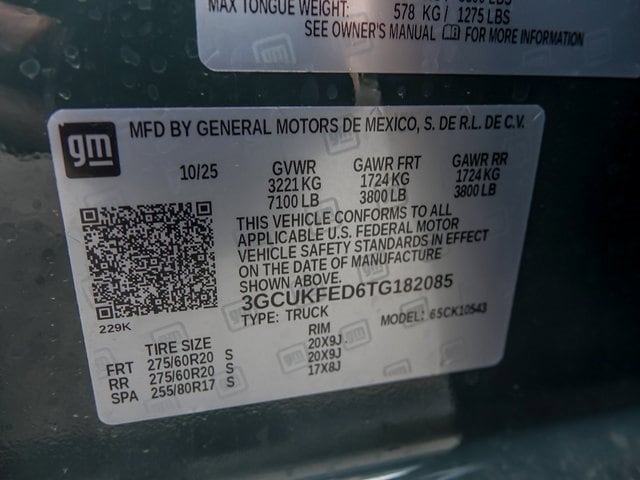 MAX TONGUE WEIGHT: 578 KG / 1275 LBS
SEE OWNER'S MANUAL FOR MORE INFORMATION
gm
MFD BY GENERAL MOTORS DE MEXICO, S. DE R.L. DE C.V.
10/25 GVWR GAWR FRT GAWR RR
3221 KG 1724 KG 1724 KG
7100 LB 3800 LB 3800 LB
THIS VEHICLE CONFORMS TO ALL
APPLICABLE U.S. FEDERAL MOTOR
VEHICLE SAFETY STANDARDS IN EFFECT
ON THE DATE OF MANUFACTURE
SHOWN ABOVE.
3GCUKFED6TG182085
229K
TYPE: TRUCK MODEL: 65CK10543
TIRE SIZE RIM
FRT 275/60R20 S 20X9J
RR 275/60R20 S 20X9J
SPA 255/80R17 S 17X8J